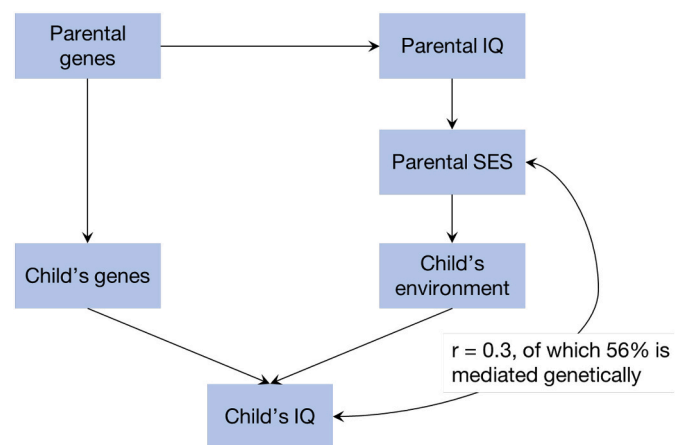 Parental
genes
Parental IQ
Parental SES
Child's genes
Child's
environment
r = 0.3, of which 56% is
mediated genetically
Child's IQ